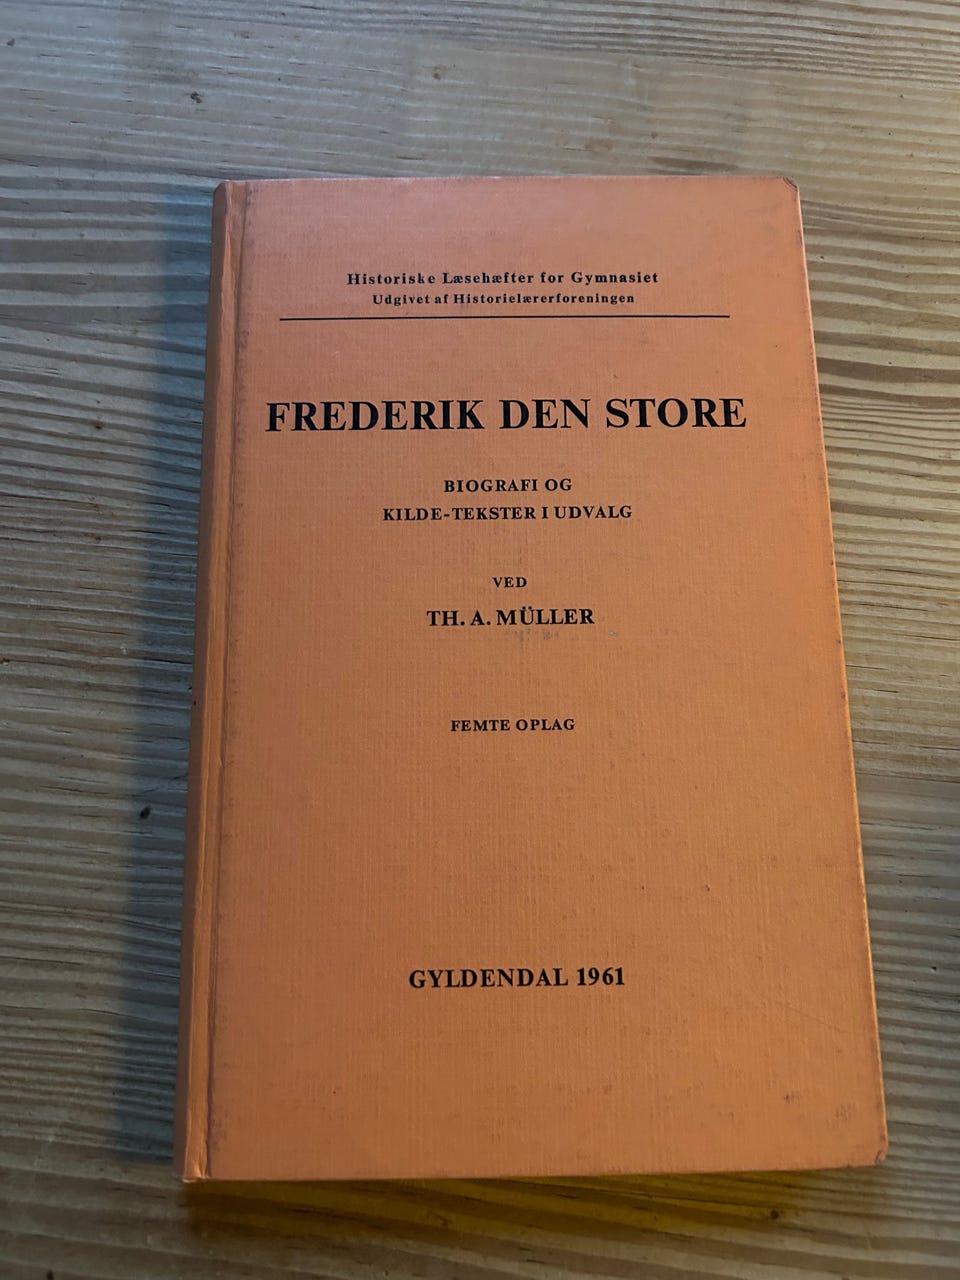 Historiske Læsehæfter for Gymnasiet
Udgivet af Historielærerforeningen
FREDERIK DEN STORE
BIOGRAFI OG
KILDE-TEKSTER I UDVALG
VED
TH. A. MÜLLER
FEMTE OPLAG
GYLDENDAL 1961